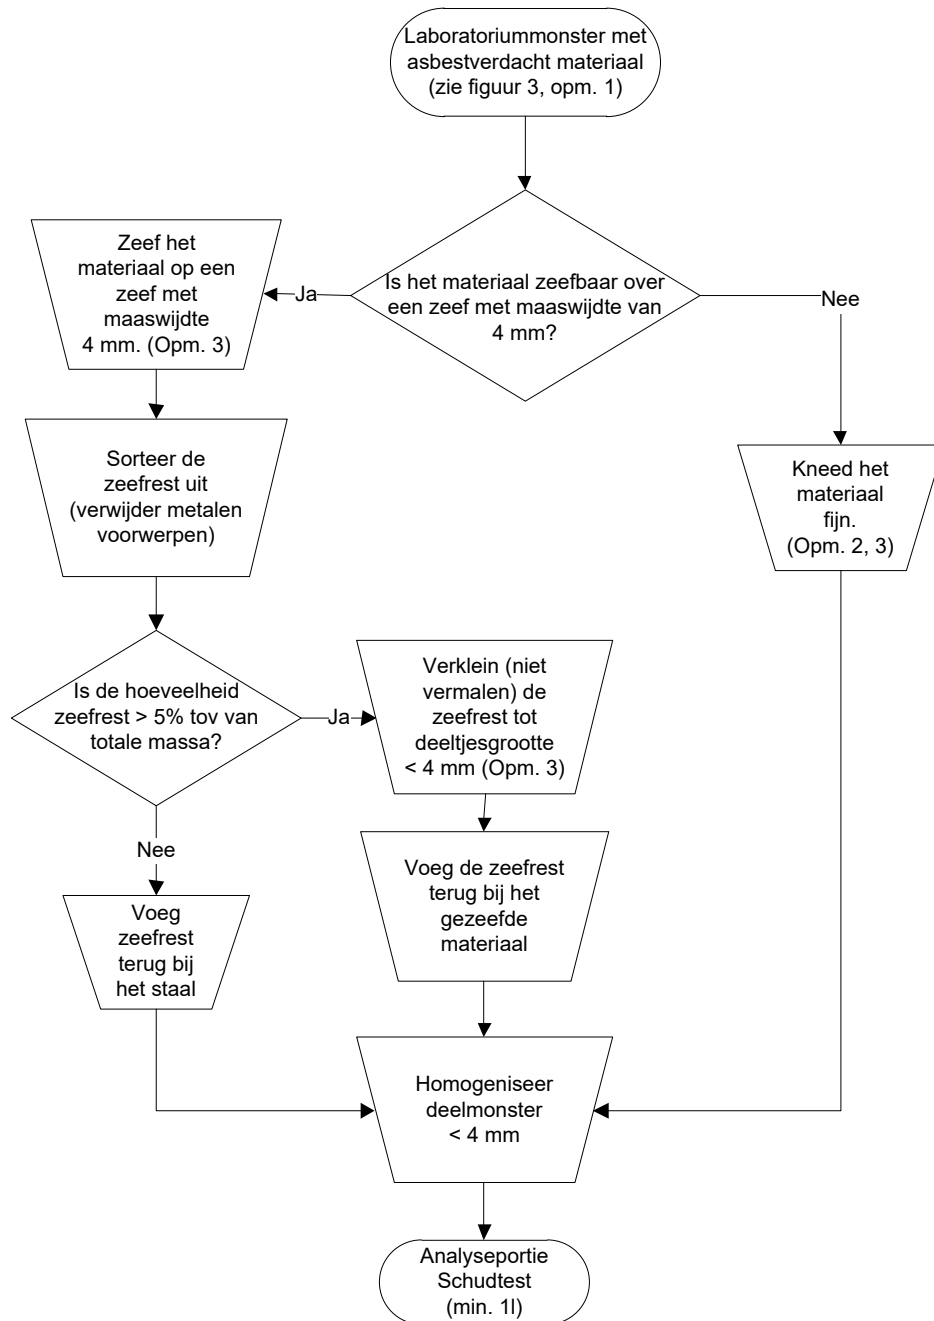 Laboratoriummonster met
asbestverdacht materiaal
(zie figuur 3, opm. 1)
Is het materiaal zeefbaar over
een zeef met maaswijdte van
4 mm?
Ja
Nee
Zeef het
materiaal op een
zeef met
maaswijdte
4 mm. (Opm. 3)
Sorteer de
zeefrest uit
(verwijder metalen
voorwerpen)
Kneed het
materiaal
fijn.
(Opm. 2, 3)
Is de hoeveelheid
zeefrest > 5% tov van
totale massa?
Ja
Nee
Verklein (niet
vermalen) de
zeefrest tot
deeltjesgrootte
< 4 mm (Opm. 3)
Voeg de zeefrest
terug bij het
gezeefde
materiaal
Voeg
zeefrest
terug bij
het staal
Homogeniseer
deelmonster
< 4 mm
Analyseportie
Schudtest
(min. 1l)